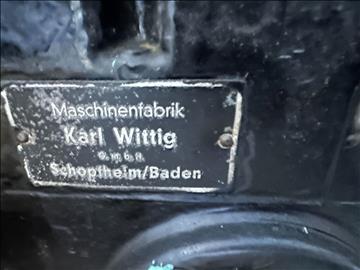 Maschinenfabrik
Karl Wittig
G.m.b.H.
Schopfheim/Baden